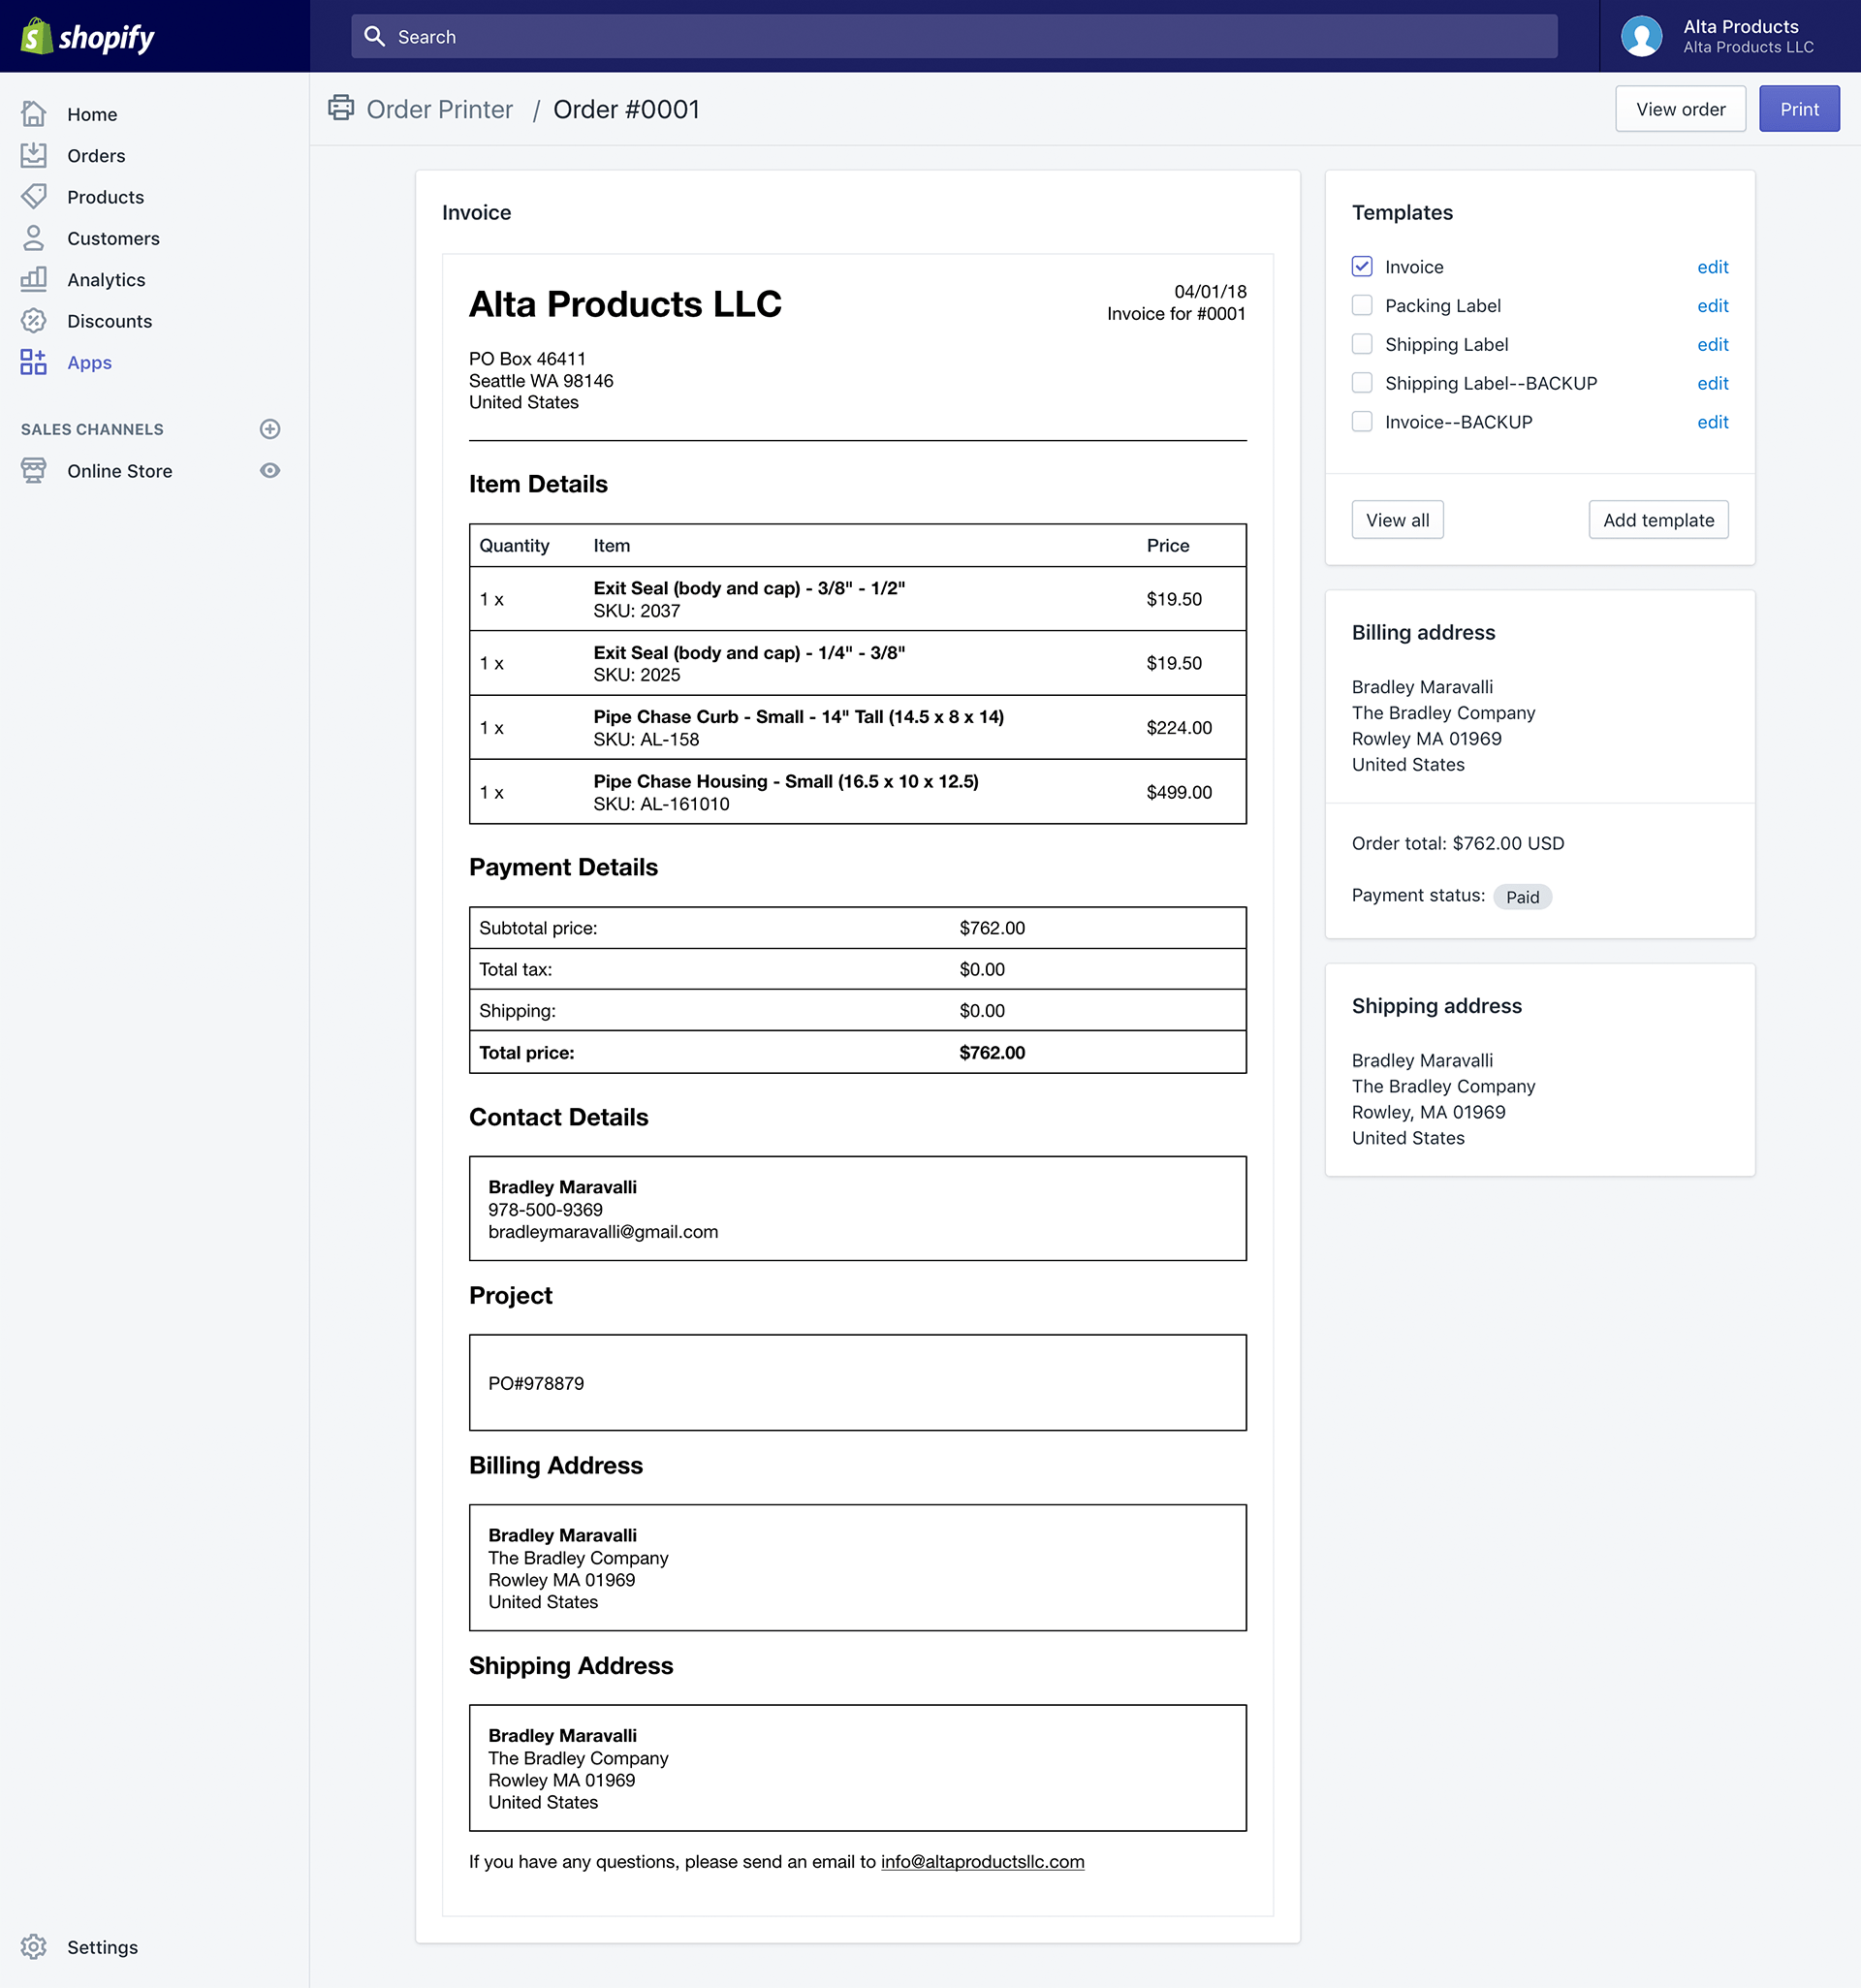 shopify
Search
Alta Products
Alta Products LLC
Home
Orders
Products
Customers
Analytics
Discounts
Apps
SALES CHANNELS
Online Store
Settings
Order Printer / Order #0001
View order
Print
Invoice
Alta Products LLC
04/01/18
Invoice for #0001
PO Box 46411
Seattle WA 98146
United States
Item Details
Quantity Item Price
1 x Exit Seal (body and cap) - 3/8" - 1/2" $19.50
SKU: 2037
1 x Exit Seal (body and cap) - 1/4" - 3/8" $19.50
SKU: 2025
1 x Pipe Chase Curb - Small - 14" Tall (14.5 x 8 x 14) $224.00
SKU: AL-158
1 x Pipe Chase Housing - Small (16.5 x 10 x 12.5) $499.00
SKU: AL-161010
Payment Details
Subtotal price: $762.00
Total tax: $0.00
Shipping: $0.00
Total price: $762.00
Contact Details
Bradley Maravalli
978-500-9369
bradleymaravalli@gmail.com
Project
PO#978879
Billing Address
Bradley Maravalli
The Bradley Company
Rowley MA 01969
United States
Shipping Address
Bradley Maravalli
The Bradley Company
Rowley MA 01969
United States
If you have any questions, please send an email to info@altaproductsllc.com
Templates
Invoice edit
Packing Label edit
Shipping Label edit
Shipping Label--BACKUP edit
Invoice--BACKUP edit
View all
Add template
Billing address
Bradley Maravalli
The Bradley Company
Rowley MA 01969
United States
Order total: $762.00 USD
Payment status: Paid
Shipping address
Bradley Maravalli
The Bradley Company
Rowley, MA 01969
United States